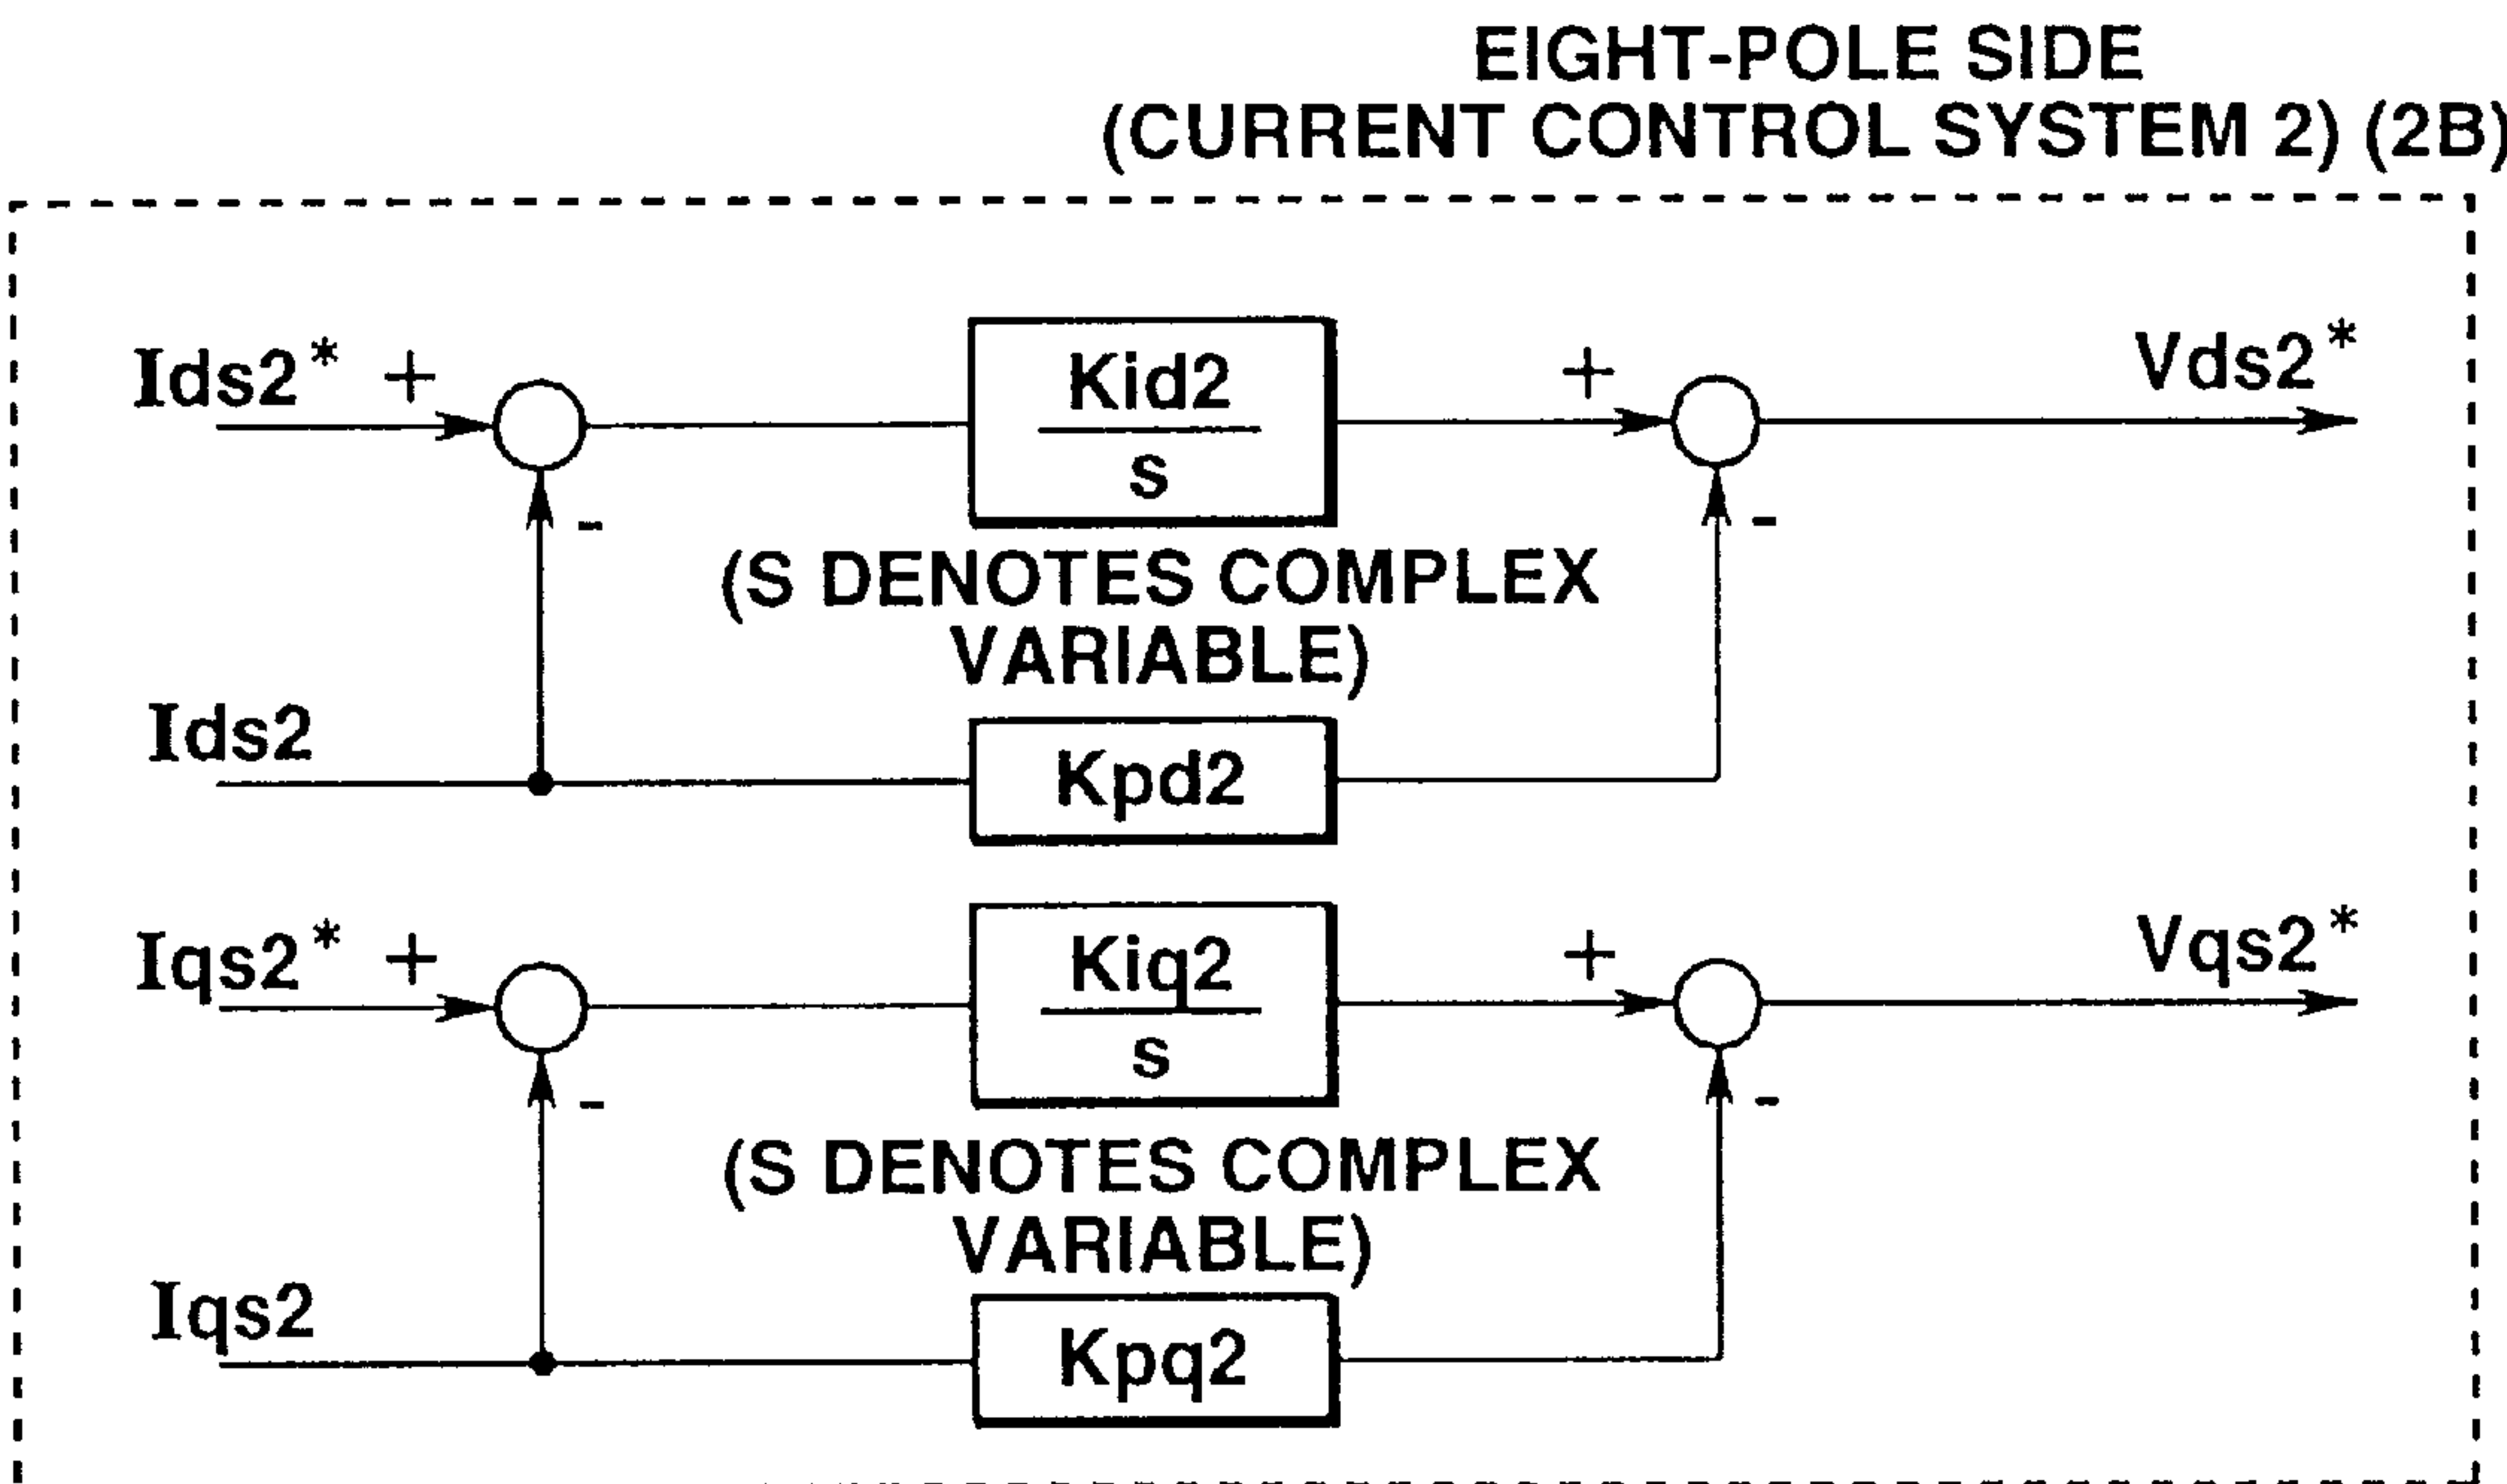 EIGHT-POLE SIDE
(CURRENT CONTROL SYSTEM 2) (2B)
Ids2* +
Kid2
s
+
Vds2*
-
-
(S DENOTES COMPLEX
VARIABLE)
Ids2
Kpd2
Iqs2* +
Kiq2
s
+
Vqs2*
-
-
(S DENOTES COMPLEX
VARIABLE)
Iqs2
Kpq2